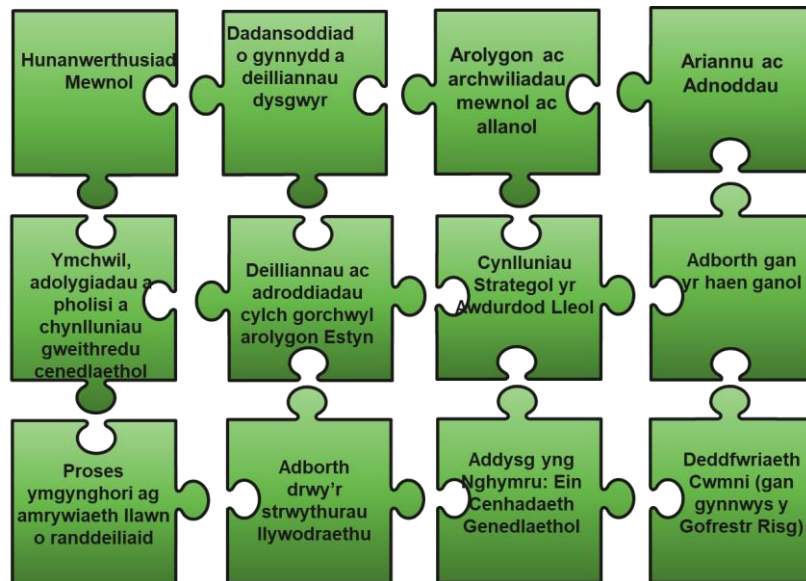 Hunanwerthusiad
Mewnol
Dadansoddiad
o gynnydd a
deilliannau
dysgwyr
Arolygon ac
archwiliadau
mewnol ac
allanol
Ariannu ac
Adnoddau
Ymchwil,
adolygiadau a
pholisi a
chynlluniau
gweithredu
cenedlaethol
Deilliannau ac
adroddiadau
cylch gorchwyl
arolygon Estyn
Cynlluniau
Strategol yr
Awdurdod Lleol
Adborth gan
yr haen ganol
Proses
ymgynghori ag
amrywiaeth llawn
o randdeiliaid
Adborth
drwy'r
strwythurau
llywodraethu
Addysg yng
Nghymru: Ein
Cenhadaeth
Genedlaethol
Deddfwriaeth
Cwmni (gan
gynnwys y
Gofrestr Risg)